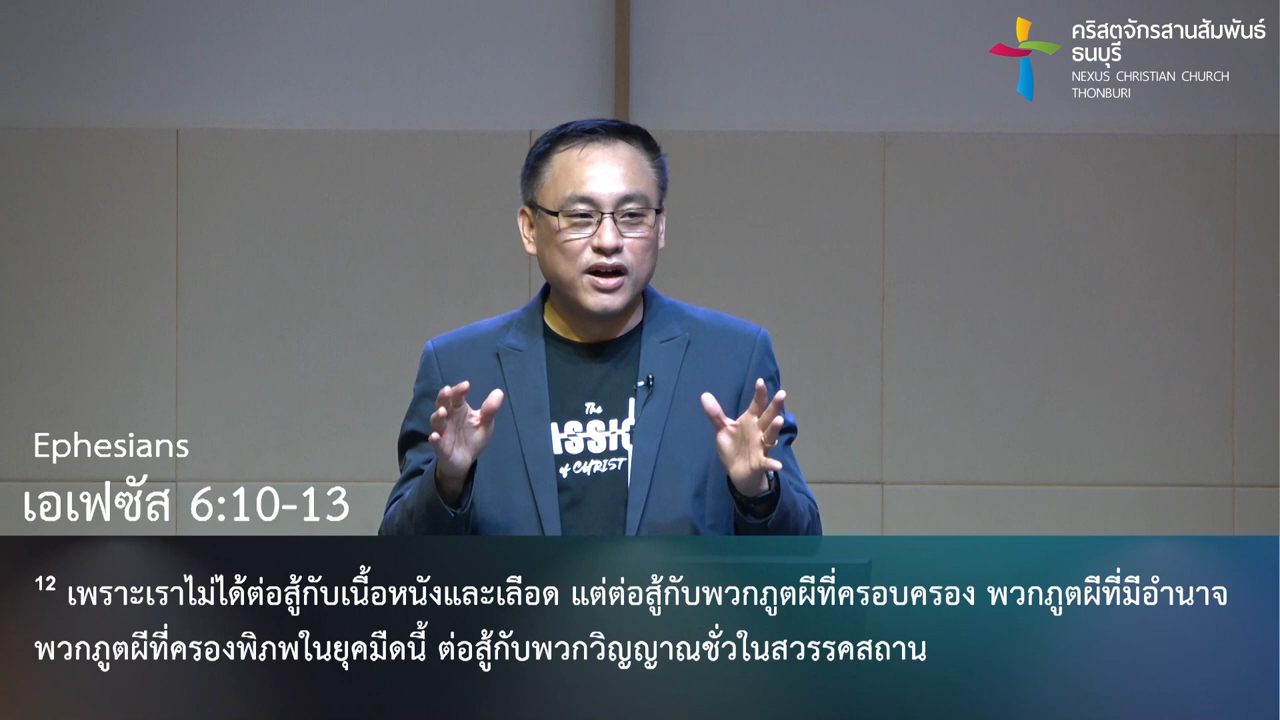 คริสตจักรสานสัมพันธ์
ธนบุรี
NEXUS CHRISTIAN CHURCH
THONBURI
The
of CHRIST
Ephesians
เอเฟซัส 6:10-13
12 เพราะเราไม่ได้ต่อสู้กับเนื้อหนังและเลือด แต่ต่อสู้กับพวกภูตผีที่ครอบครอง พวกภูตผีที่มีอำนาจ
พวกภูตผีที่ครองพิภพในยุคมืดนี้ ต่อสู้กับพวกวิญญาณชั่วในสวรรคสถาน